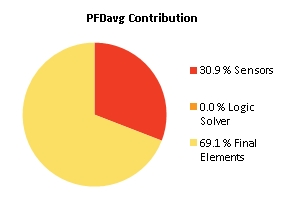 PFDavg Contribution
30.9% Sensors
0.0% Logic
Solver
69.1% Final
Elements